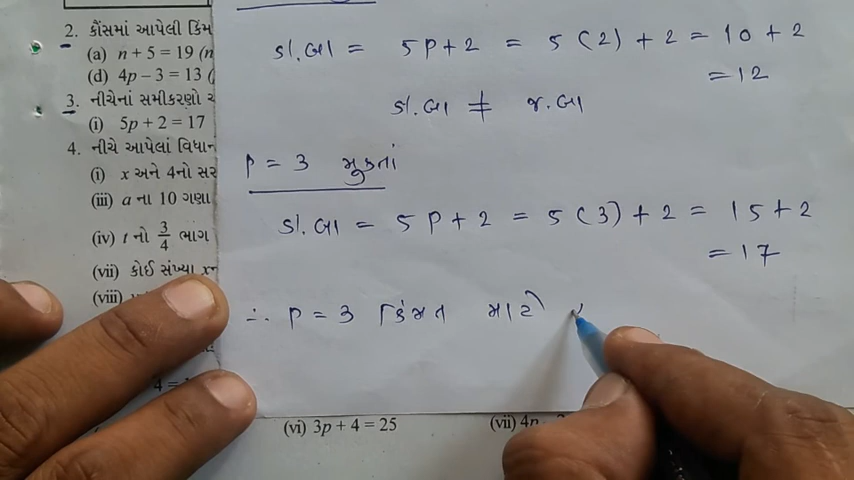 2. કૌંસમાં આપેલી કિંમ
(a) n + 5 = 19 (n
(d) 4p – 3 = 13 (
3. નીચેનાં સમીકરણો
(i) 5p + 2 = 17
4. નીચે આપેલાં વિધાન
(i) x અને 4નો સર
(iii) a ના 10 ગણા
(iv) t નો 3/4 ભાગ
(vii) કોઈ સંખ્યા x
(viii)
4 =
(vi) 3p + 4 = 25
(vii) 4p
ડા.બા = 5p+2 = 5(2)+2 = 10+2
=12
ડા.બા ≠ જ.બા
p = 3 મુકતાં
ડા.બા = 5p+2 = 5(3)+2 = 15+2
=17
∴ p = 3 કિંમત માટે